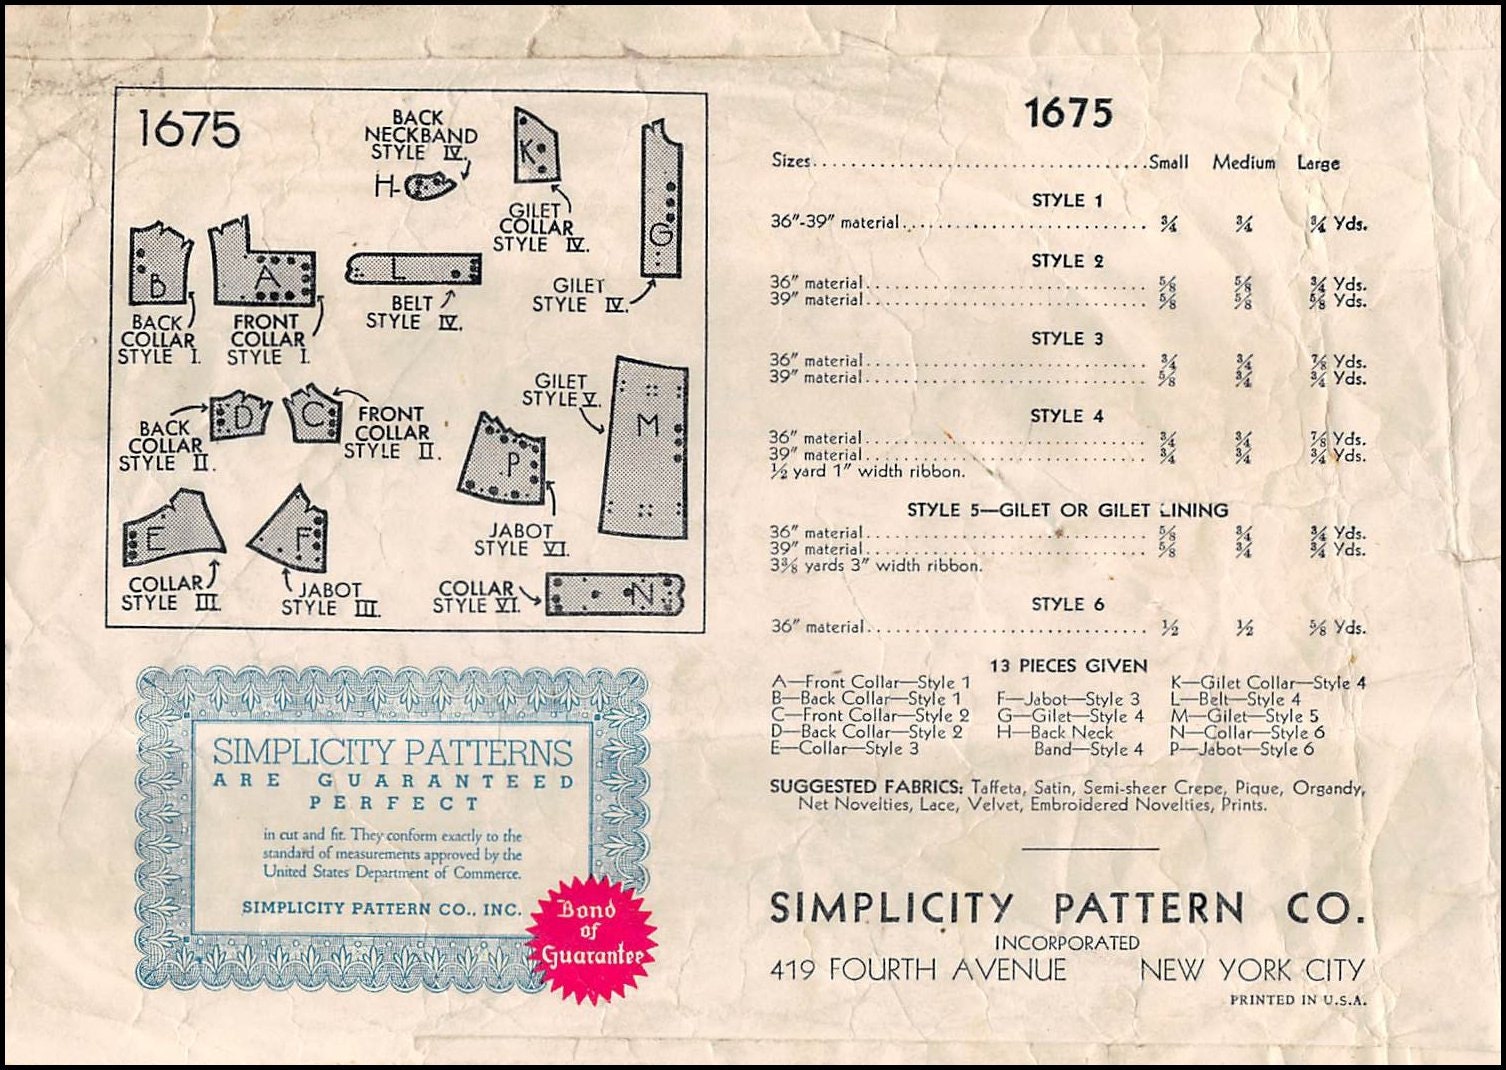 1675
BACK
NECKBAND
STYLE IV.
H-
K
GILET
COLLAR
STYLE IV.
G
GILET
STYLE IV.
B
BACK
COLLAR
STYLE I.
A
FRONT
COLLAR
STYLE I.
L
BELT
STYLE IV.
D
BACK
COLLAR
STYLE II.
C
FRONT
COLLAR
STYLE II.
GILET
STYLE V.
M
P
JABOT
STYLE VI.
E
COLLAR
STYLE III.
F
JABOT
STYLE III.
COLLAR
STYLE VI.
N
SIMPLICITY PATTERNS
ARE GUARANTEED
PERFECT
in cut and fit. They conform exactly to the
standard of measurements approved by the
United States Department of Commerce.
SIMPLICITY PATTERN CO., INC.
Bond
of
Guarantee
1675
Sizes Small Medium Large
STYLE 1
36"-39" material ¾ ¾ ¾ Yds.
STYLE 2
36" material ⅝ ⅝ ¾ Yds.
39" material ⅝ ⅝ ⅝ Yds.
STYLE 3
36" material ¾ ¾ ⅞ Yds.
39" material ⅝ ¾ ¾ Yds.
STYLE 4
36" material ¾ ¾ ⅞ Yds.
39" material ¾ ¾ ¾ Yds.
½ yard 1" width ribbon.
STYLE 5—GILET OR GILET LINING
36" material ⅝ ¾ ¾ Yds.
39" material ⅝ ¾ ¾ Yds.
3⅜ yards 3" width ribbon.
STYLE 6
36" material ½ ½ ⅝ Yds.
13 PIECES GIVEN
A—Front Collar—Style 1
B—Back Collar—Style 1
C—Front Collar—Style 2
D—Back Collar—Style 2
E—Collar—Style 3
F—Jabot—Style 3
G—Gilet—Style 4
H—Back Neck
Band—Style 4
K—Gilet Collar—Style 4
L—Belt—Style 4
M—Gilet—Style 5
N—Collar—Style 6
P—Jabot—Style 6
SUGGESTED FABRICS: Taffeta, Satin, Semi-sheer Crepe, Pique, Organdy,
Net Novelties, Lace, Velvet, Embroidered Novelties, Prints.
SIMPLICITY PATTERN CO.
INCORPORATED
419 FOURTH AVENUE NEW YORK CITY
PRINTED IN U.S.A.